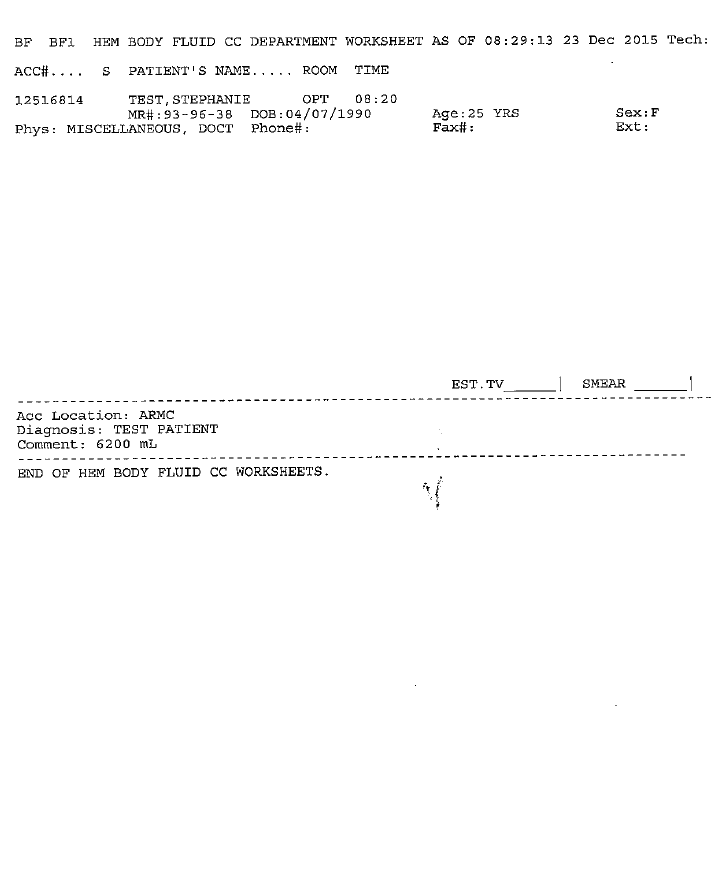 BF BF1 HEM BODY FLUID CC DEPARTMENT WORKSHEET AS OF 08:29:13 23 Dec 2015 Tech:
ACC#.... S PATIENT'S NAME..... ROOM TIME
12516814 TEST,STEPHANIE OPT 08:20
MR#:93-96-38 DOB:04/07/1990 Age:25 YRS Sex:F
Phys: MISCELLANEOUS, DOCT Phone#: Fax#: Ext:
EST.TV______| SMEAR ______|
Acc Location: ARMC
Diagnosis: TEST PATIENT
Comment: 6200 mL
END OF HEM BODY FLUID CC WORKSHEETS.